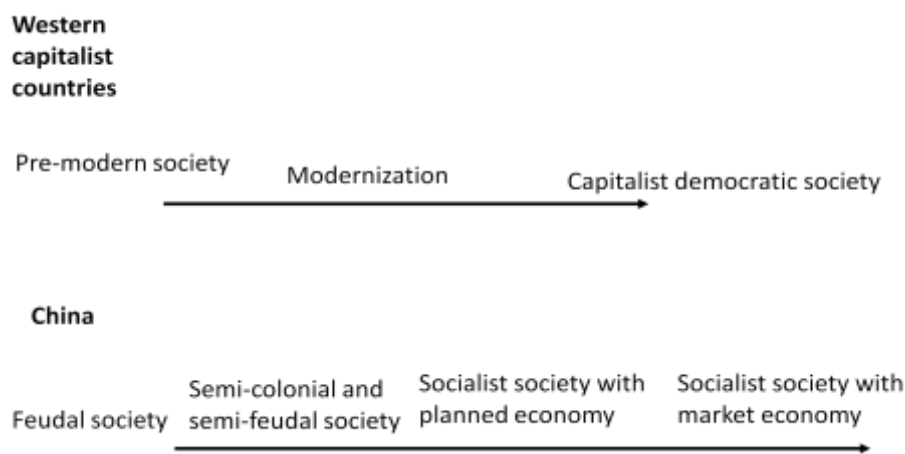 Western
capitalist
countries
Pre-modern society
Modernization
Capitalist democratic society
China
Feudal society
Semi-colonial and
semi-feudal society
Socialist society with
planned economy
Socialist society with
market economy